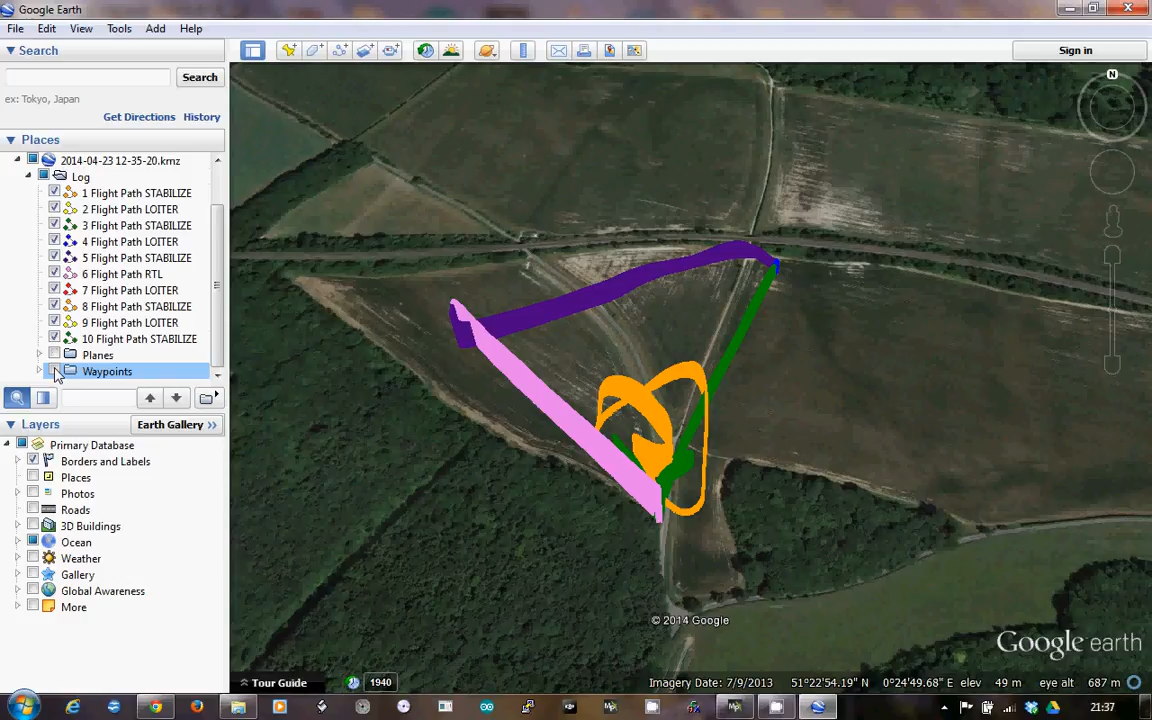 Google Earth
File Edit View Tools Add Help
Search
Search
Sign in
ex: Tokyo, Japan
Get Directions History
Places
2014-04-23 12-35-20.kmz
Log
1 Flight Path STABILIZE
2 Flight Path LOITER
3 Flight Path STABILIZE
4 Flight Path LOITER
5 Flight Path STABILIZE
6 Flight Path RTL
7 Flight Path LOITER
8 Flight Path STABILIZE
9 Flight Path LOITER
10 Flight Path STABILIZE
Planes
Waypoints
Layers
Earth Gallery >>
Primary Database
Borders and Labels
Places
Photos
Roads
3D Buildings
Ocean
Weather
Gallery
Global Awareness
More
N
© 2014 Google
Google earth
Tour Guide
1940
Imagery Date: 7/9/2013 51°22'54.19" N 0°24'49.68" E elev 49 m eye alt 687 m
21:37